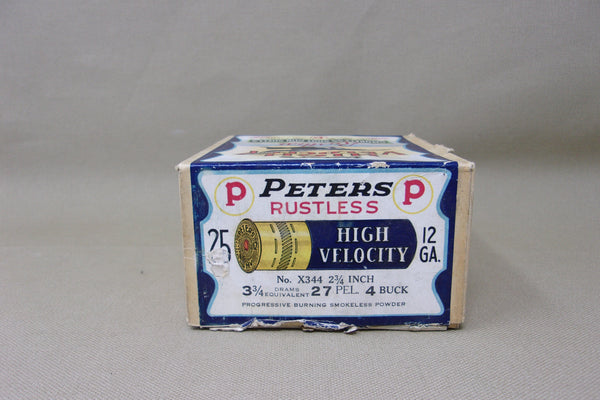 P PETERS P
RUSTLESS
25 HIGH VELOCITY 12 GA.
No. X344 2¾ INCH
3¾ DRAMS EQUIVALENT 27 PEL. 4 BUCK
PROGRESSIVE BURNING SMOKELESS POWDER